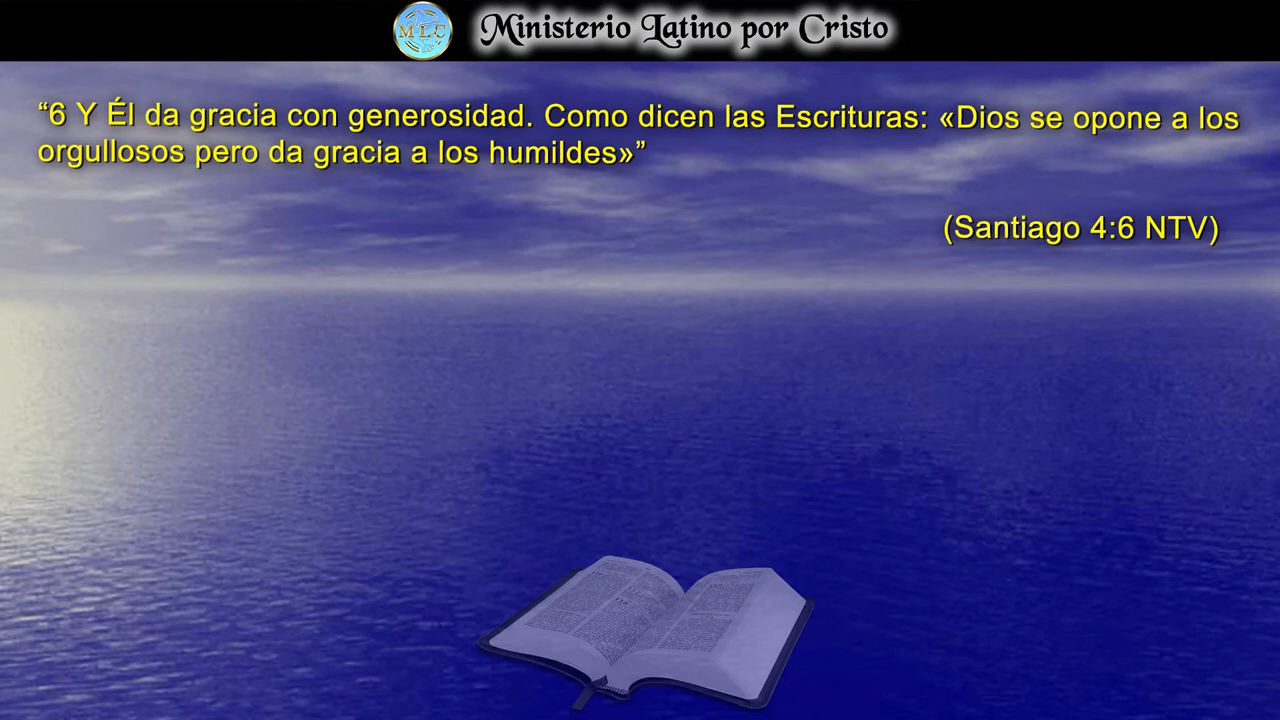 MLC
Ministerio Latino por Cristo
“6 Y Él da gracia con generosidad. Como dicen las Escrituras: «Dios se opone a los
orgullosos pero da gracia a los humildes»”
(Santiago 4:6 NTV)